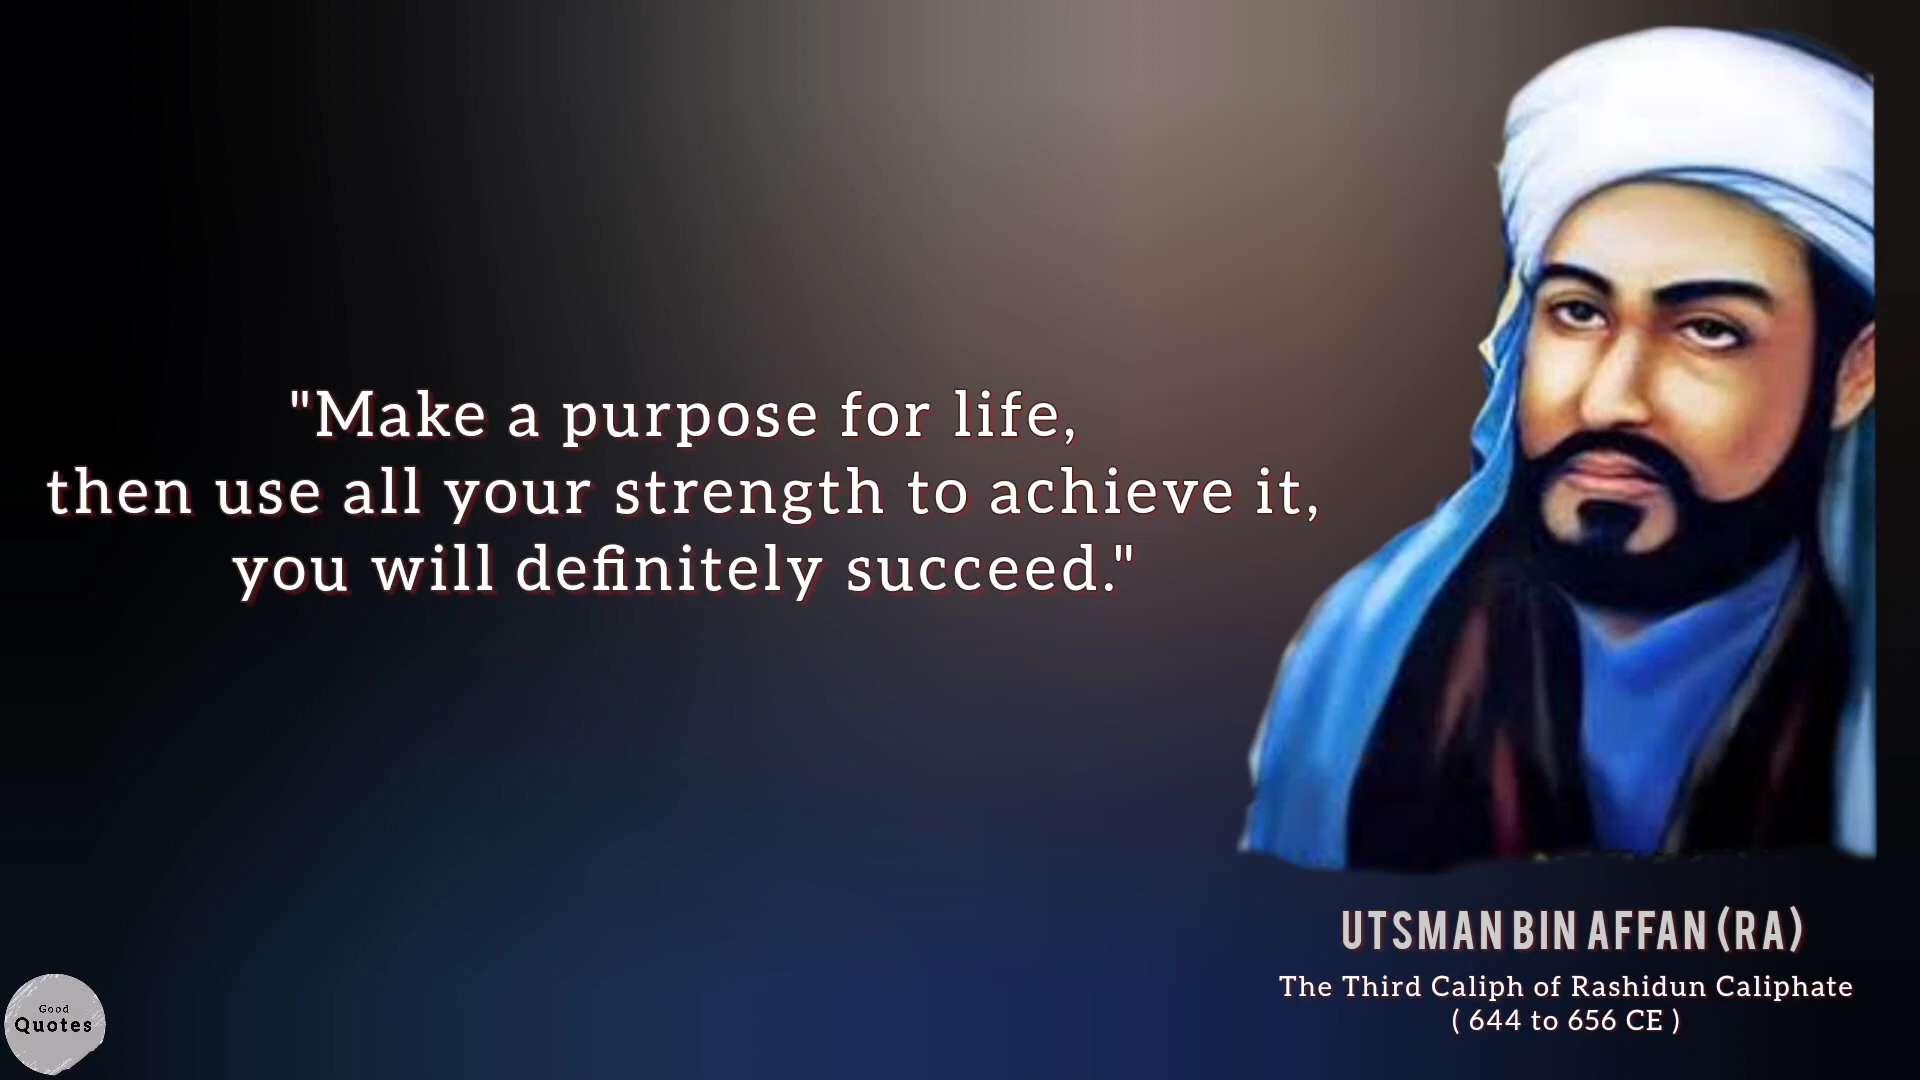 "Make a purpose for life,
then use all your strength to achieve it,
you will definitely succeed."
UTSMAN BIN AFFAN (RA)
The Third Caliph of Rashidun Caliphate
( 644 to 656 CE )
Good
Quotes